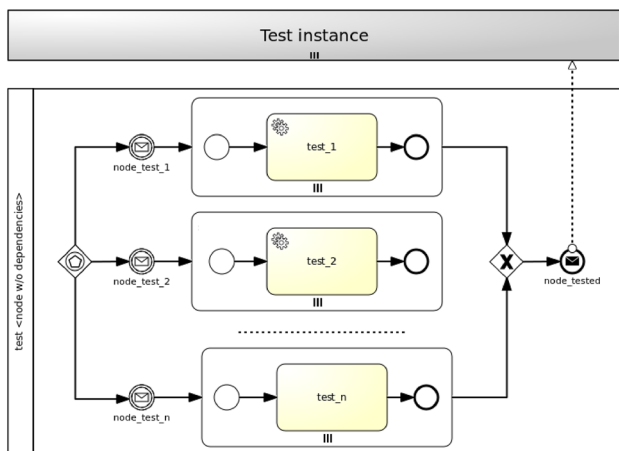 Test instance
test <node w/o dependencies>
node_test_1
test_1
node_test_2
test_2
node_tested
node_test_n
test_n